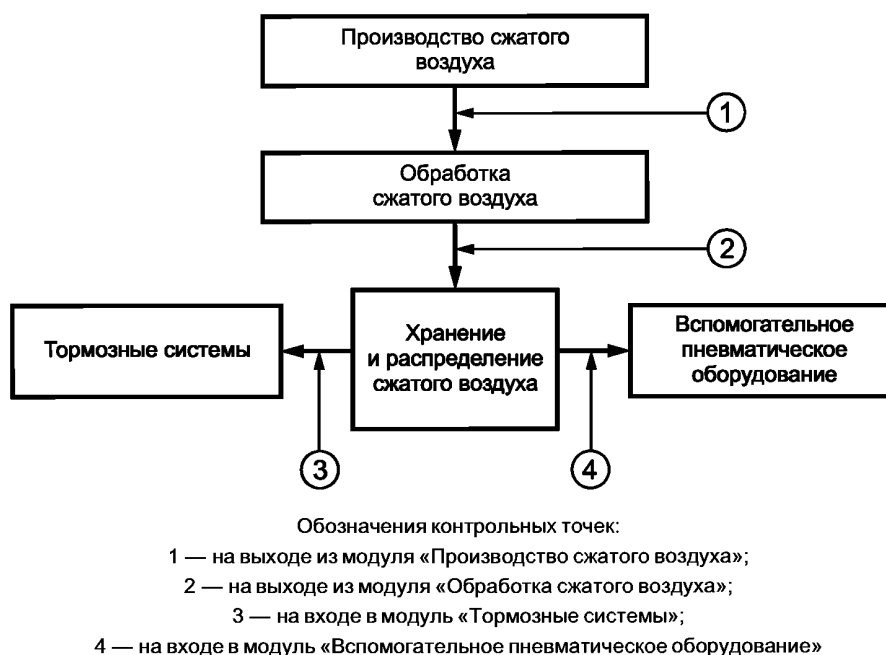 Производство сжатого
воздуха
1
Обработка
сжатого воздуха
2
Тормозные системы
Хранение
и распределение
сжатого воздуха
Вспомогательное
пневматическое
оборудование
3
4
Обозначения контрольных точек:
1 — на выходе из модуля «Производство сжатого воздуха»;
2 — на выходе из модуля «Обработка сжатого воздуха»;
3 — на входе в модуль «Тормозные системы»;
4 — на входе в модуль «Вспомогательное пневматическое оборудование»